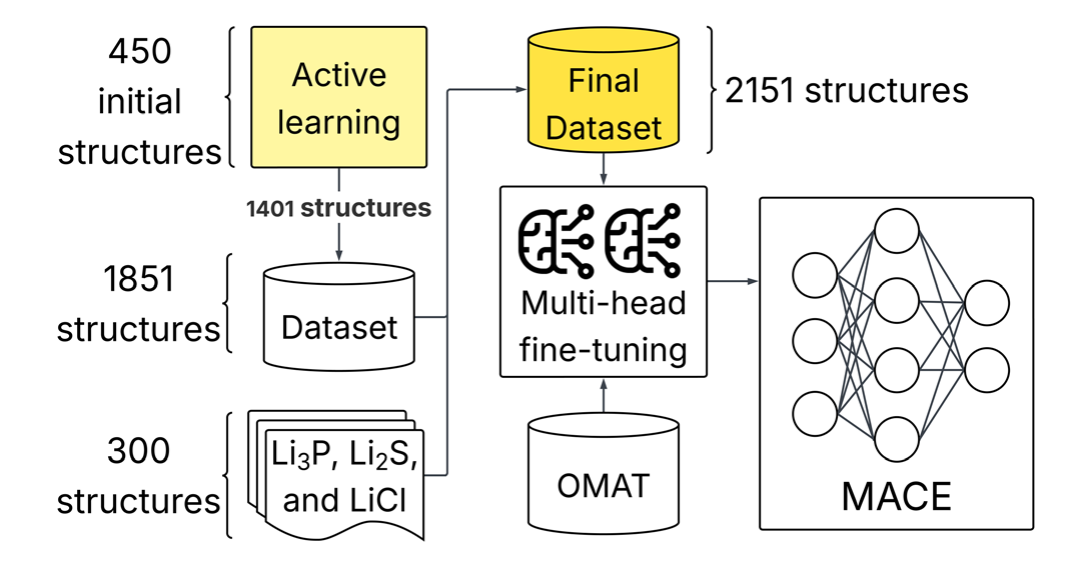 450
initial
structures
Active
learning
1401 structures
1851
structures
Dataset
300
structures
Li₃P, Li₂S,
and LiCl
Final
Dataset
2151 structures
Multi-head
fine-tuning
OMAT
MACE